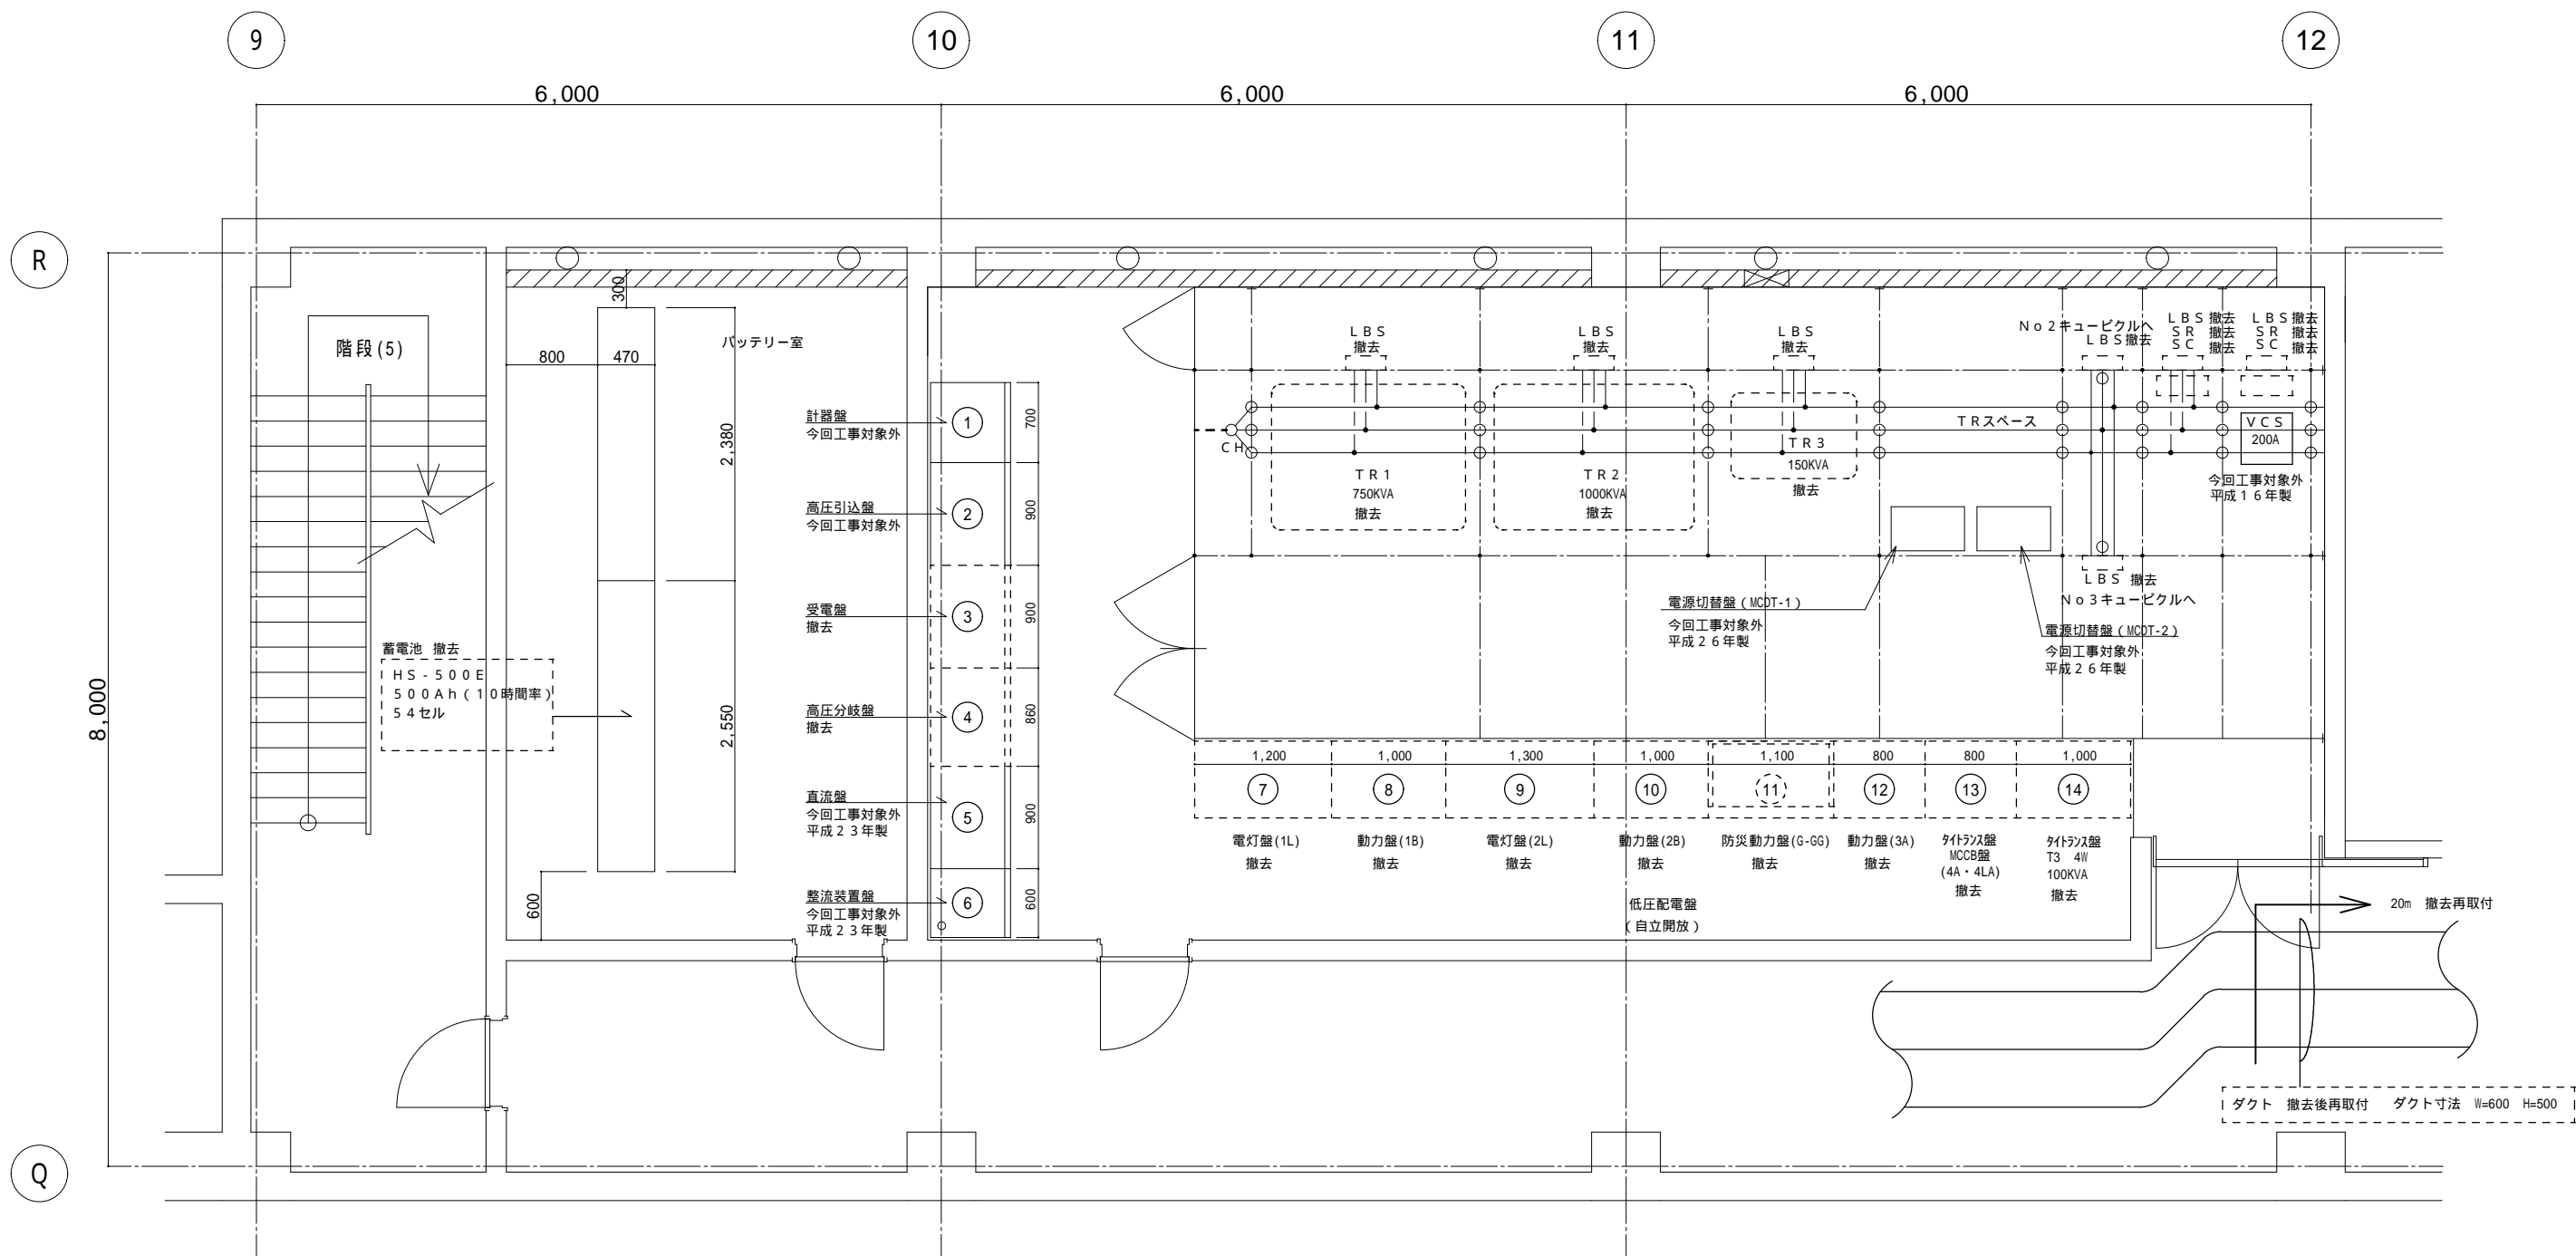 9
10
11
12
6,000
6,000
6,000
R
Q
8,000
階段(5)
300
800
470
バッテリー室
2,380
2,550
600
蓄電池 撤去
HS-500E
500Ah(10時間率)
54セル
計器盤
今回工事対象外
高圧引込盤
今回工事対象外
受電盤
撤去
高圧分岐盤
撤去
直流盤
今回工事対象外
平成23年製
整流装置盤
今回工事対象外
平成23年製
1
2
3
4
5
6
700
900
900
860
900
600
LBS
撤去
LBS
撤去
LBS
撤去
No2キュービクルへ
LBS 撤去
LBS 撤去
SR 撤去
SC 撤去
LBS 撤去
SR 撤去
SC 撤去
CH
TR1
750KVA
撤去
TR2
1000KVA
撤去
TR3
150KVA
撤去
TRスペース
VCS
200A
今回工事対象外
平成16年製
LBS 撤去
No3キュービクルへ
電源切替盤(MCDT-1)
今回工事対象外
平成26年製
電源切替盤(MCDT-2)
今回工事対象外
平成26年製
1,200
1,000
1,300
1,000
1,100
800
800
1,000
7
8
9
10
11
12
13
14
電灯盤(1L)
撤去
動力盤(1B)
撤去
電灯盤(2L)
撤去
動力盤(2B)
撤去
防災動力盤(G-GG)
撤去
動力盤(3A)
撤去
タイトランス盤
MCCB盤
(4A・4LA)
撤去
タイトランス盤
T3 4W
100KVA
撤去
低圧配電盤
(自立開放)
20m 撤去再取付
ダクト 撤去後再取付 ダクト寸法 W=600 H=500